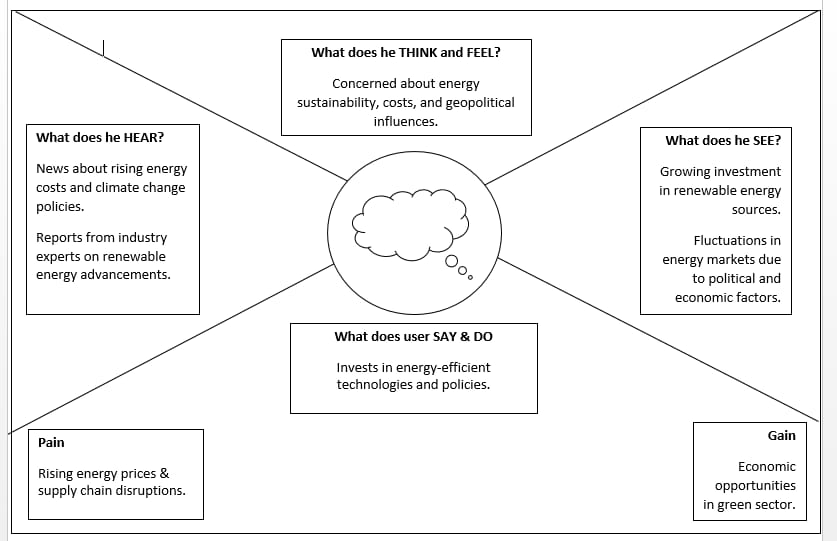 What does he THINK and FEEL?
Concerned about energy
sustainability, costs, and geopolitical
influences.
What does he HEAR?
News about rising energy
costs and climate change
policies.
Reports from industry
experts on renewable
energy advancements.
What does he SEE?
Growing investment
in renewable energy
sources.
Fluctuations in
energy markets due
to political and
economic factors.
What does user SAY & DO
Invests in energy-efficient
technologies and policies.
Pain
Rising energy prices &
supply chain disruptions.
Gain
Economic
opportunities
in green sector.